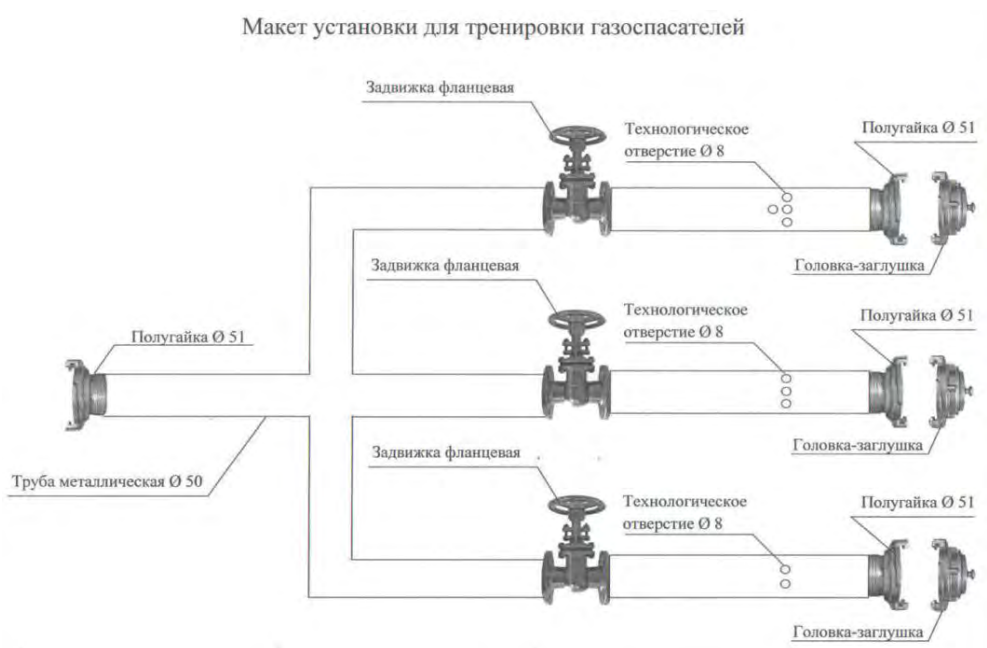 Макет установки для тренировки газоспасателей
Задвижка фланцевая
Технологическое
отверстие Ø 8
Полугайка Ø 51
Головка-заглушка
Задвижка фланцевая
Технологическое
отверстие Ø 8
Полугайка Ø 51
Полугайка Ø 51
Головка-заглушка
Труба металлическая Ø 50
Задвижка фланцевая
Технологическое
отверстие Ø 8
Полугайка Ø 51
Головка-заглушка